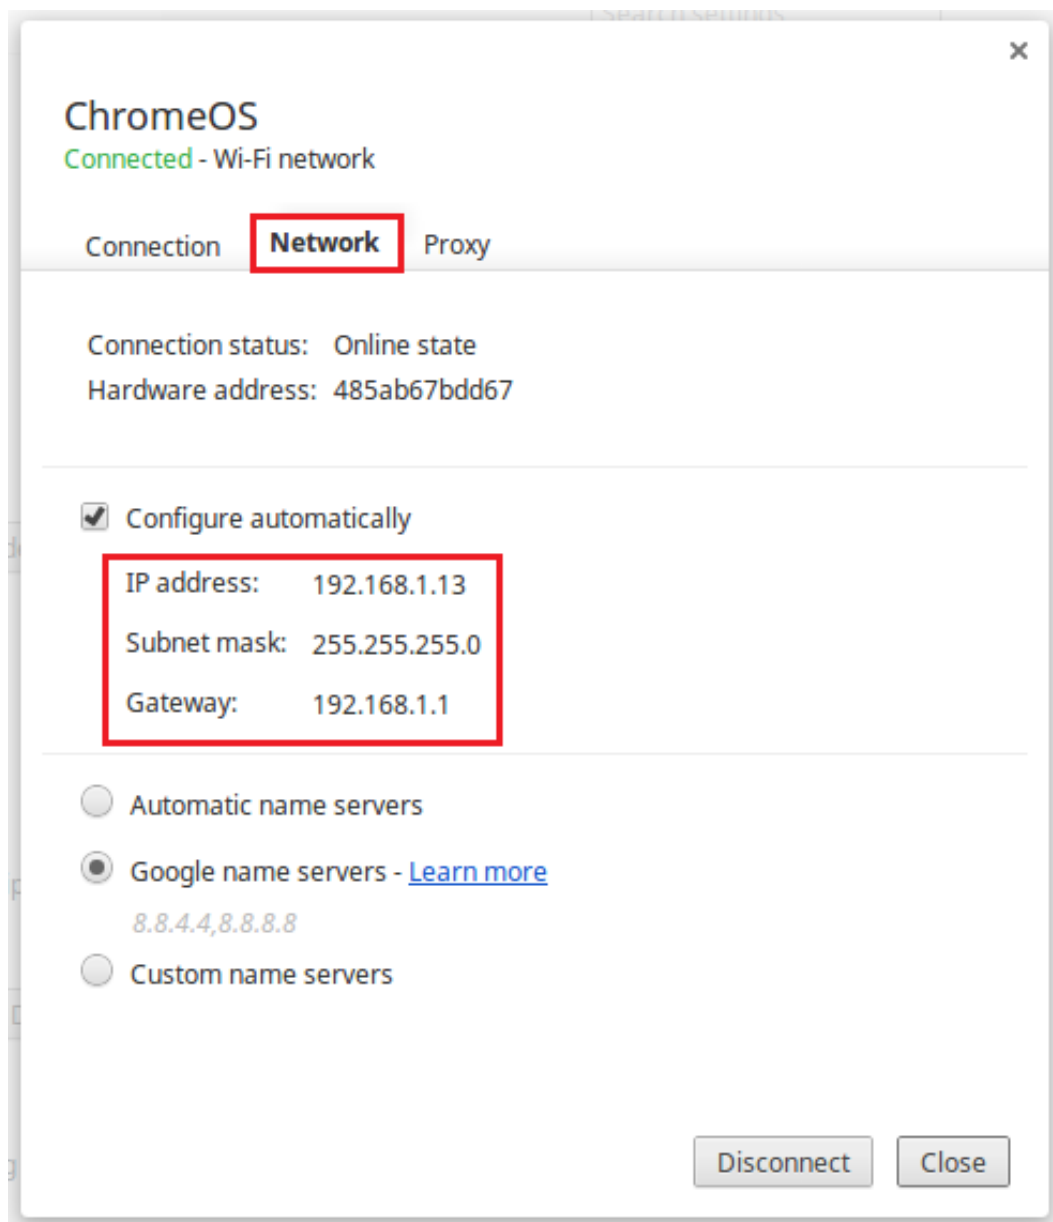 Search settings
×
ChromeOS
Connected - Wi-Fi network
Connection Network Proxy
Connection status: Online state
Hardware address: 485ab67bdd67
Configure automatically
IP address: 192.168.1.13
Subnet mask: 255.255.255.0
Gateway: 192.168.1.1
Automatic name servers
Google name servers - Learn more
8.8.4.4,8.8.8.8
Custom name servers
Disconnect Close